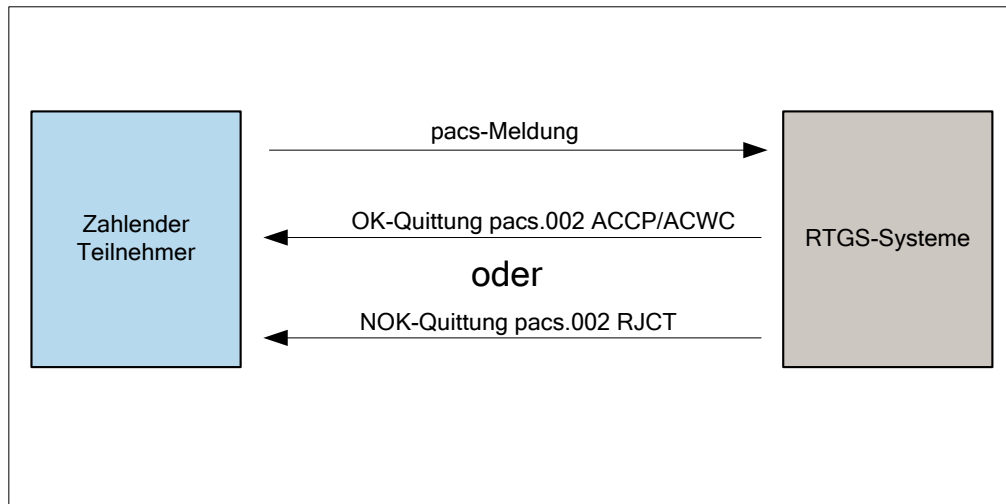 pacs-Meldung
Zahlender
Teilnehmer
OK-Quittung pacs.002 ACCP/ACWC
RTGS-Systeme
oder
NOK-Quittung pacs.002 RJCT